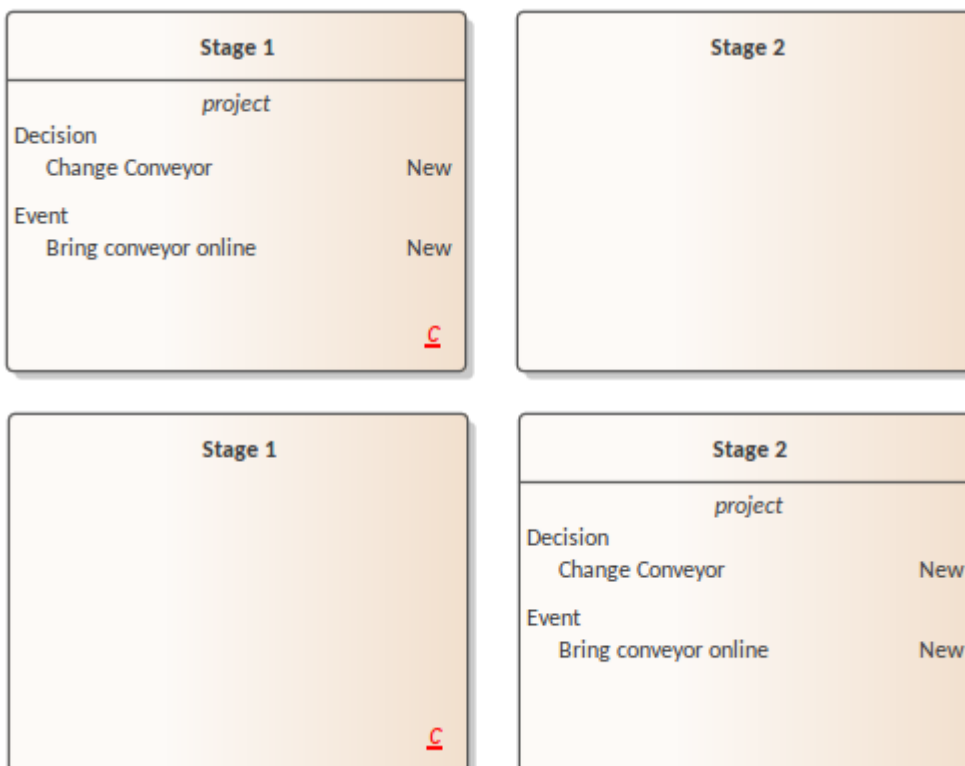 Stage 1
project
Decision
Change Conveyor New
Event
Bring conveyor online New
C
Stage 2
Stage 1
C
Stage 2
project
Decision
Change Conveyor New
Event
Bring conveyor online New